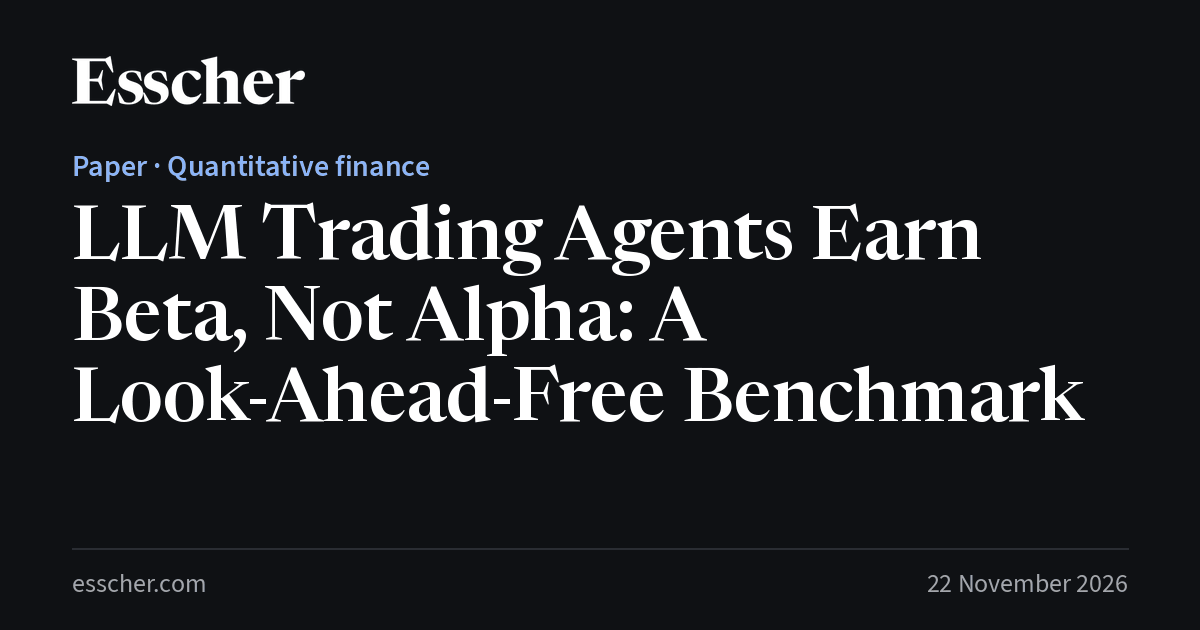 Esscher
Paper · Quantitative finance
LLM Trading Agents Earn
Beta, Not Alpha: A
Look-Ahead-Free Benchmark
esscher.com
22 November 2026